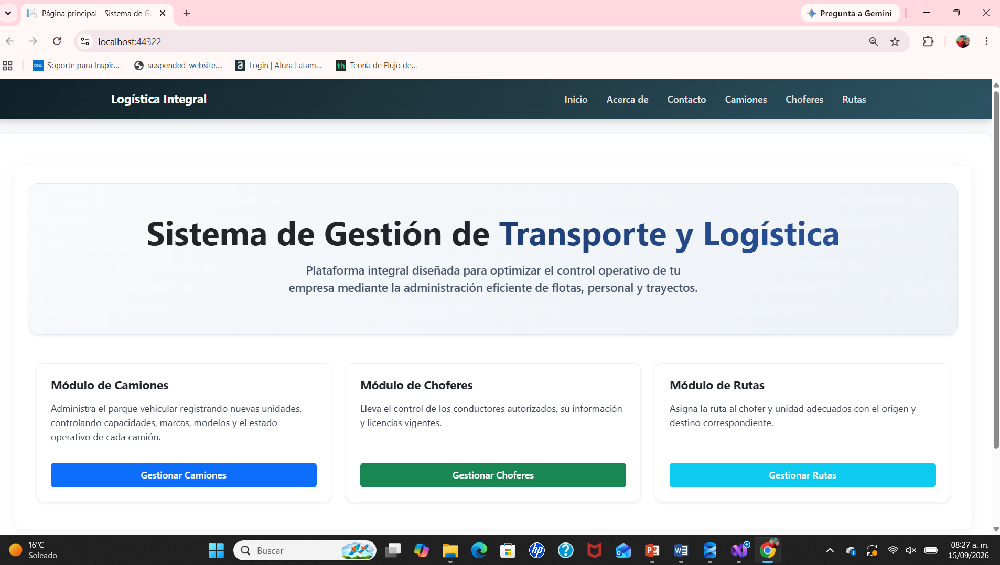 Página principal - Sistema de G
Pregunta a Gemini
localhost:44322
DELL
Soporte para Inspir...
suspended-website....
a
Login | Alura Latam...
th
Teoría de Flujo de...
Logística Integral
Inicio
Acerca de
Contacto
Camiones
Choferes
Rutas
Sistema de Gestión de Transporte y Logística
Plataforma integral diseñada para optimizar el control operativo de tu
empresa mediante la administración eficiente de flotas, personal y trayectos.
Módulo de Camiones
Administra el parque vehicular registrando nuevas unidades,
controlando capacidades, marcas, modelos y el estado
operativo de cada camión.
Gestionar Camiones
Módulo de Choferes
Lleva el control de los conductores autorizados, su información
y licencias vigentes.
Gestionar Choferes
Módulo de Rutas
Asigna la ruta al chofer y unidad adecuados con el origen y
destino correspondiente.
Gestionar Rutas
16°C
Soleado
Buscar
hp
08:27 a. m.
15/09/2026